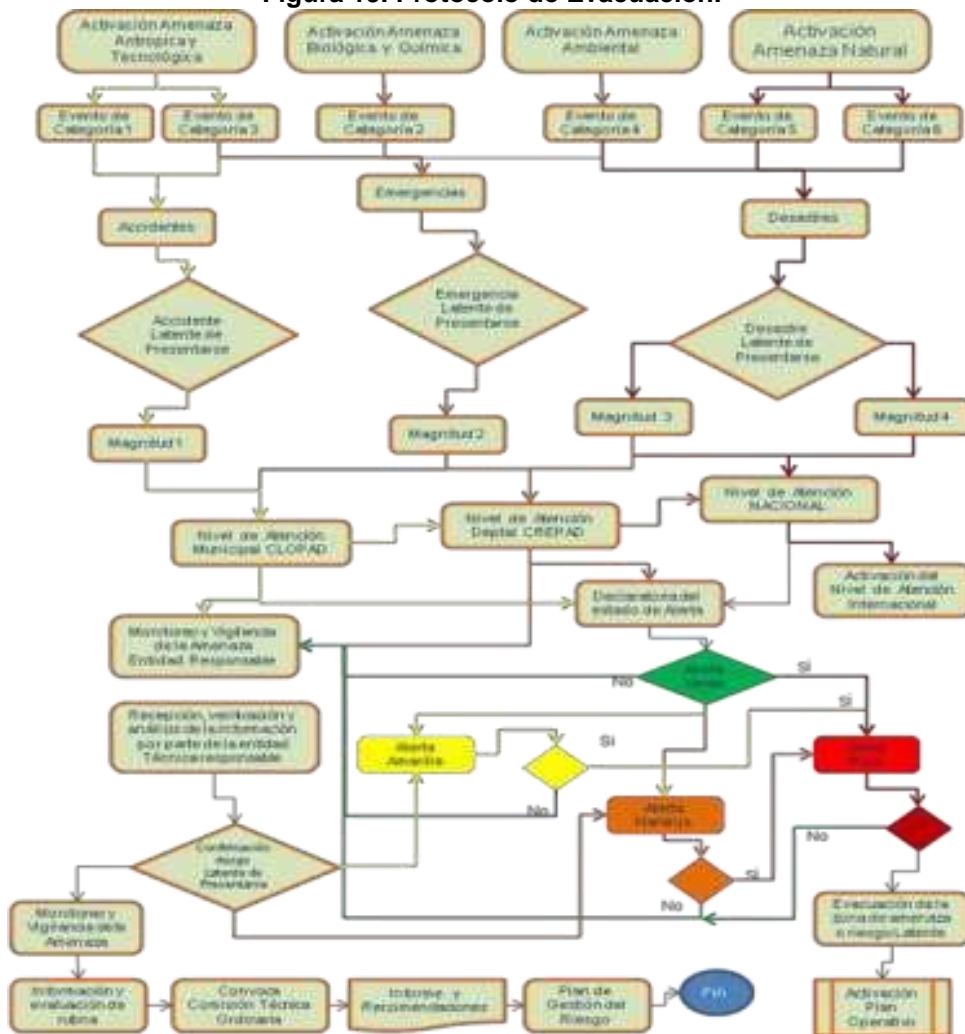 Figura 10. Protocolo de Evacuación.
Activación Amenaza
Antropica y
Tecnológica
Activación Amenaza
Biológica y Química
Activación Amenaza
Ambiental
Activación
Amenaza Natural
Evento de
Categoría 1
Evento de
Categoría 3
Evento de
Categoría 2
Evento de
Categoría 4
Evento de
Categoría 5
Evento de
Categoría 6
Accidentes
Emergencias
Desastres
Accidente
Latente de
Presentarse
Emergencia
Latente de
Presentarse
Desastre
Latente de
Presentarse
Magnitud 1
Magnitud 2
Magnitud 3
Magnitud 4
Nivel de Atención
Municipal CLOPAD
Nivel de Atención
Deptal CREPAD
Nivel de Atención
NACIONAL
Activación del
Nivel de Atención
Internacional
Declaratoria del
estado de Alerta
Monitoreo y Vigilancia
de la Amenaza
Entidad Responsable
No
Si
Si
Recepción, verificación y
análisis de la información
por parte de la entidad
Técnica responsable
Alerta
Amarilla
Si
No
Alerta
Naranja
Si
No
No
Confirmación
Latente de
Presentarse
Monitoreo y
Vigilancia de la
Amenaza
Evacuación de la
zona de amenaza
o riesgo Latente
Información y
evaluación de
rutina
Convoca
Comisión Técnica
Ordinaria
Informe y
Recomendaciones
Plan de
Gestión del
Riesgo
Fin
Activación
Plan
Operativo